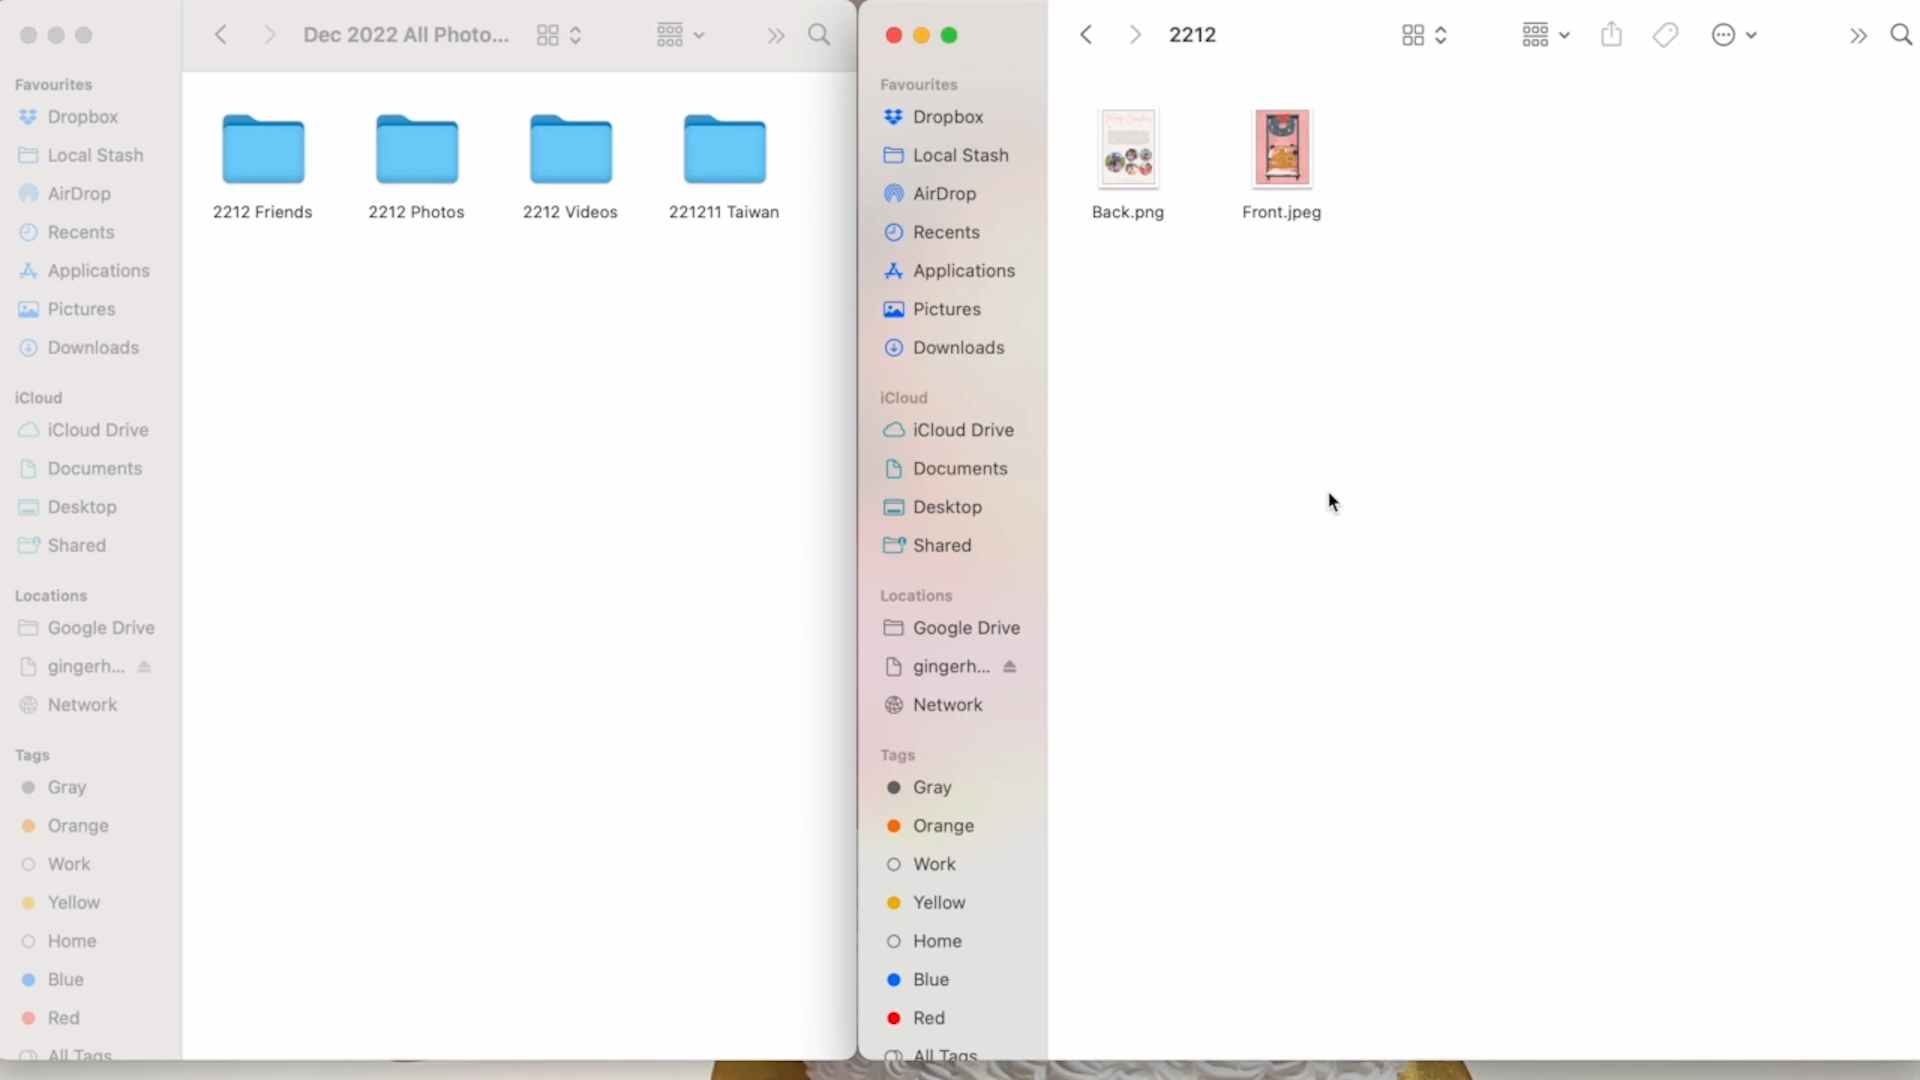 Dec 2022 All Photo...
Favourites
Dropbox
Local Stash
AirDrop
Recents
Applications
Pictures
Downloads
iCloud
iCloud Drive
Documents
Desktop
Shared
Locations
Google Drive
gingerh...
Network
Tags
Gray
Orange
Work
Yellow
Home
Blue
Red
All Tags
2212 Friends
2212 Photos
2212 Videos
221211 Taiwan
2212
Favourites
Dropbox
Local Stash
AirDrop
Recents
Applications
Pictures
Downloads
iCloud
iCloud Drive
Documents
Desktop
Shared
Locations
Google Drive
gingerh...
Network
Tags
Gray
Orange
Work
Yellow
Home
Blue
Red
All Tags
Merry Christmas
Back.png
Front.jpeg